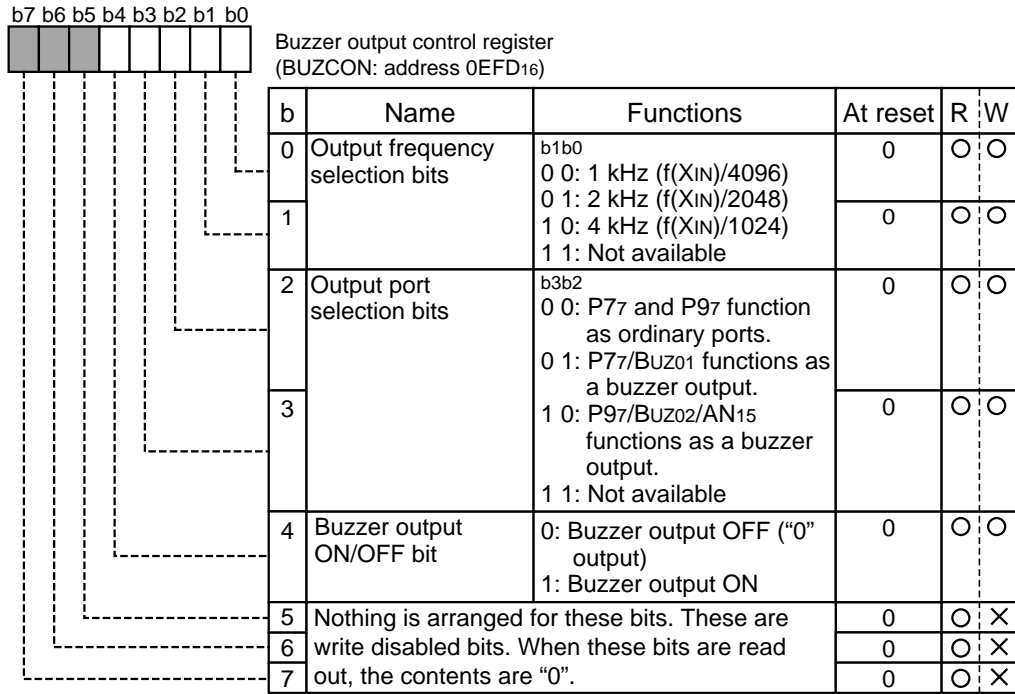 b7 b6 b5 b4 b3 b2 b1 b0
Buzzer output control register
(BUZCON: address 0EFD16)
b Name Functions At reset R W
0 Output frequency selection bits
b1b0
0 0: 1 kHz (f(XIN)/4096)
0 1: 2 kHz (f(XIN)/2048)
1 0: 4 kHz (f(XIN)/1024)
1 1: Not available
0 ○ ○
1 0 ○ ○
2 Output port selection bits
b3b2
0 0: P77 and P97 function
as ordinary ports.
0 1: P77/BUZ01 functions as
a buzzer output.
1 0: P97/BUZ02/AN15
functions as a buzzer
output.
1 1: Not available
0 ○ ○
3 0 ○ ○
4 Buzzer output ON/OFF bit
0: Buzzer output OFF (“0”
output)
1: Buzzer output ON
0 ○ ○
5 Nothing is arranged for these bits. These are 0 ○ ×
6 write disabled bits. When these bits are read 0 ○ ×
7 out, the contents are “0”. 0 ○ ×